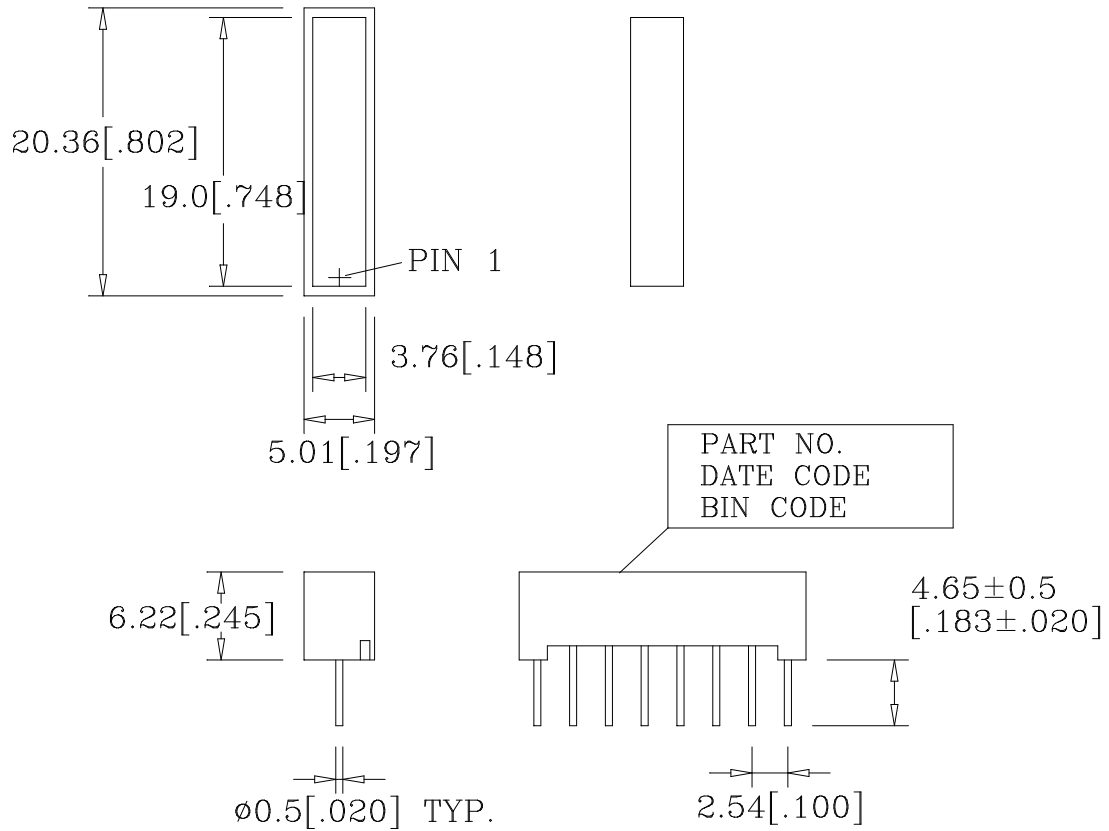 20.36[.802]
19.0[.748]
PIN 1
3.76[.148]
5.01[.197]
PART NO.
DATE CODE
BIN CODE
6.22[.245]
4.65±0.5
[.183±.020]
ø0.5[.020] TYP.
2.54[.100]